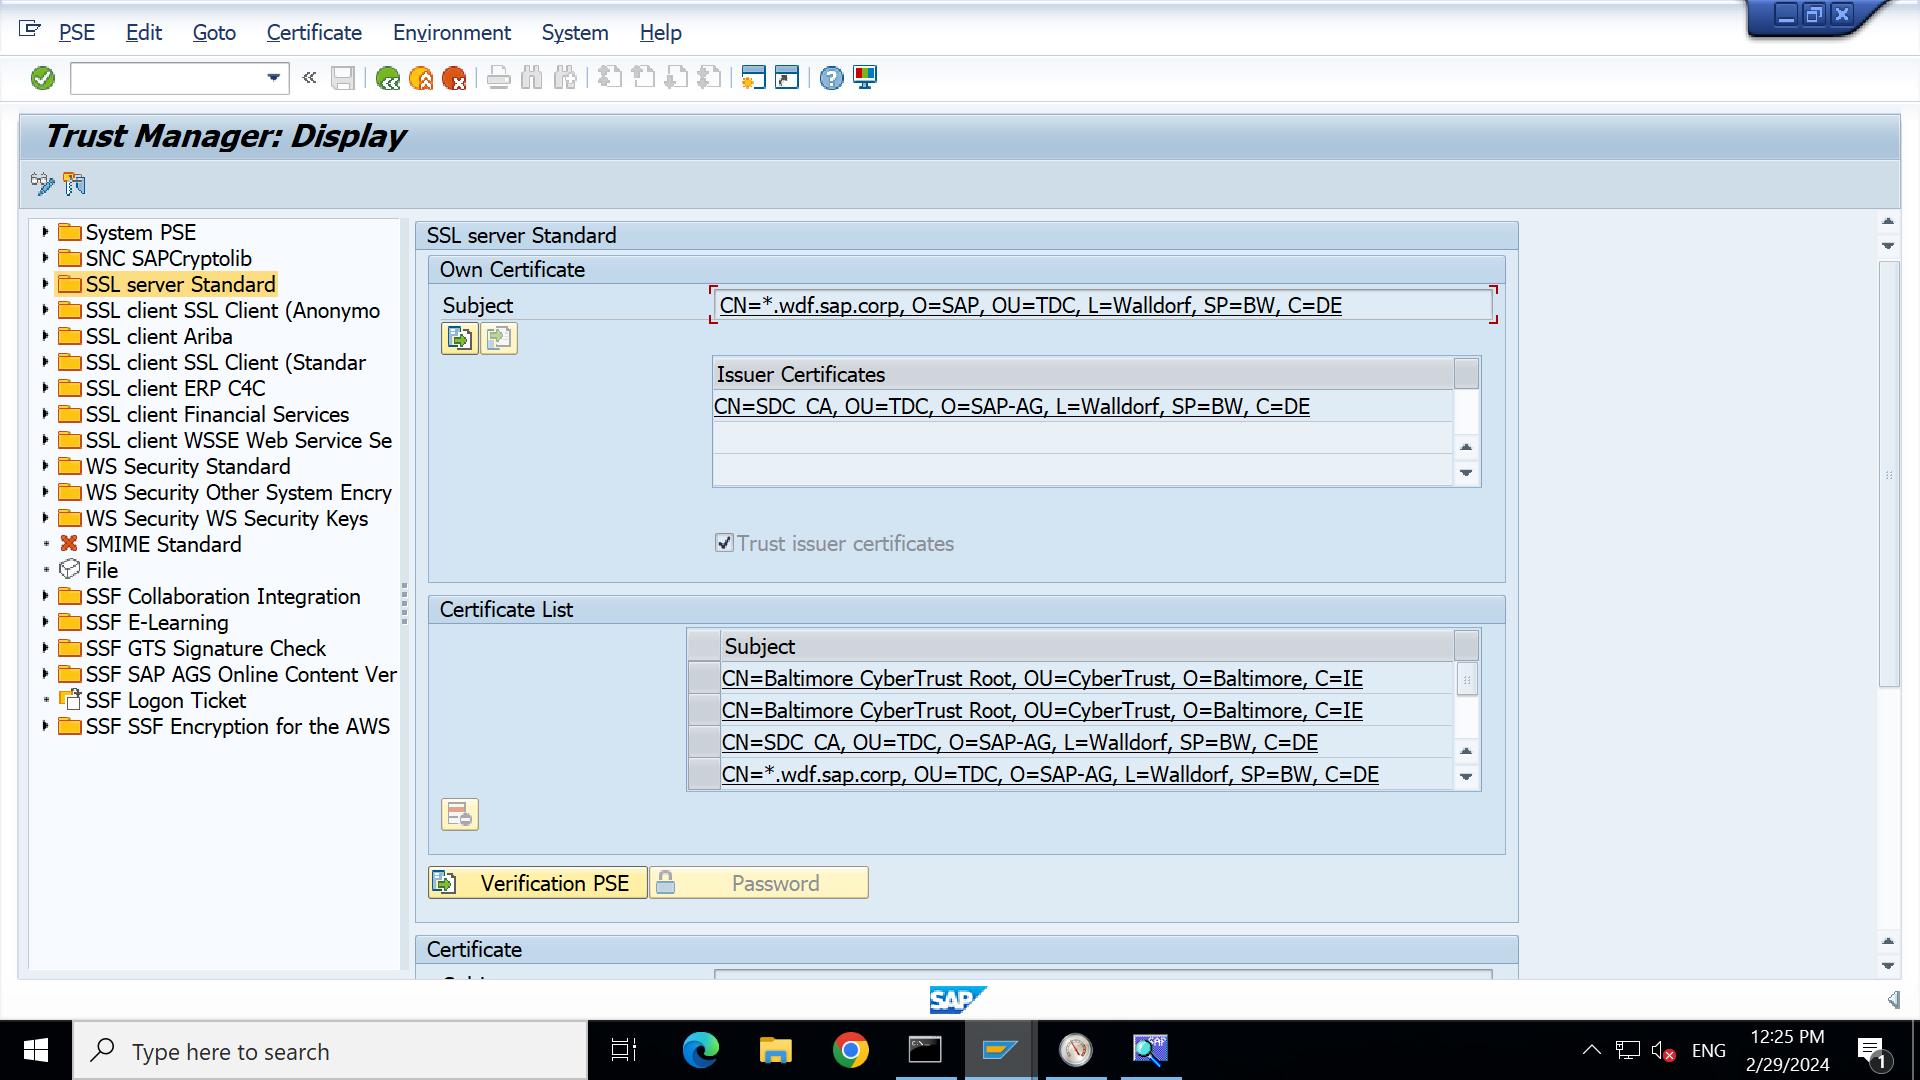 PSE Edit Goto Certificate Environment System Help
Trust Manager: Display
System PSE
SNC SAPCryptolib
SSL server Standard
SSL client SSL Client (Anonymo
SSL client Ariba
SSL client SSL Client (Standar
SSL client ERP C4C
SSL client Financial Services
SSL client WSSE Web Service Se
WS Security Standard
WS Security Other System Encry
WS Security WS Security Keys
SMIME Standard
File
SSF Collaboration Integration
SSF E-Learning
SSF GTS Signature Check
SSF SAP AGS Online Content Ver
SSF Logon Ticket
SSF SSF Encryption for the AWS
SSL server Standard
Own Certificate
Subject CN=*.wdf.sap.corp, O=SAP, OU=TDC, L=Walldorf, SP=BW, C=DE
Issuer Certificates
CN=SDC_CA, OU=TDC, O=SAP-AG, L=Walldorf, SP=BW, C=DE
Trust issuer certificates
Certificate List
Subject
CN=Baltimore CyberTrust Root, OU=CyberTrust, O=Baltimore, C=IE
CN=Baltimore CyberTrust Root, OU=CyberTrust, O=Baltimore, C=IE
CN=SDC_CA, OU=TDC, O=SAP-AG, L=Walldorf, SP=BW, C=DE
CN=*.wdf.sap.corp, OU=TDC, O=SAP-AG, L=Walldorf, SP=BW, C=DE
Verification PSE Password
Certificate
SAP
Type here to search
ENG
12:25 PM
2/29/2024
1